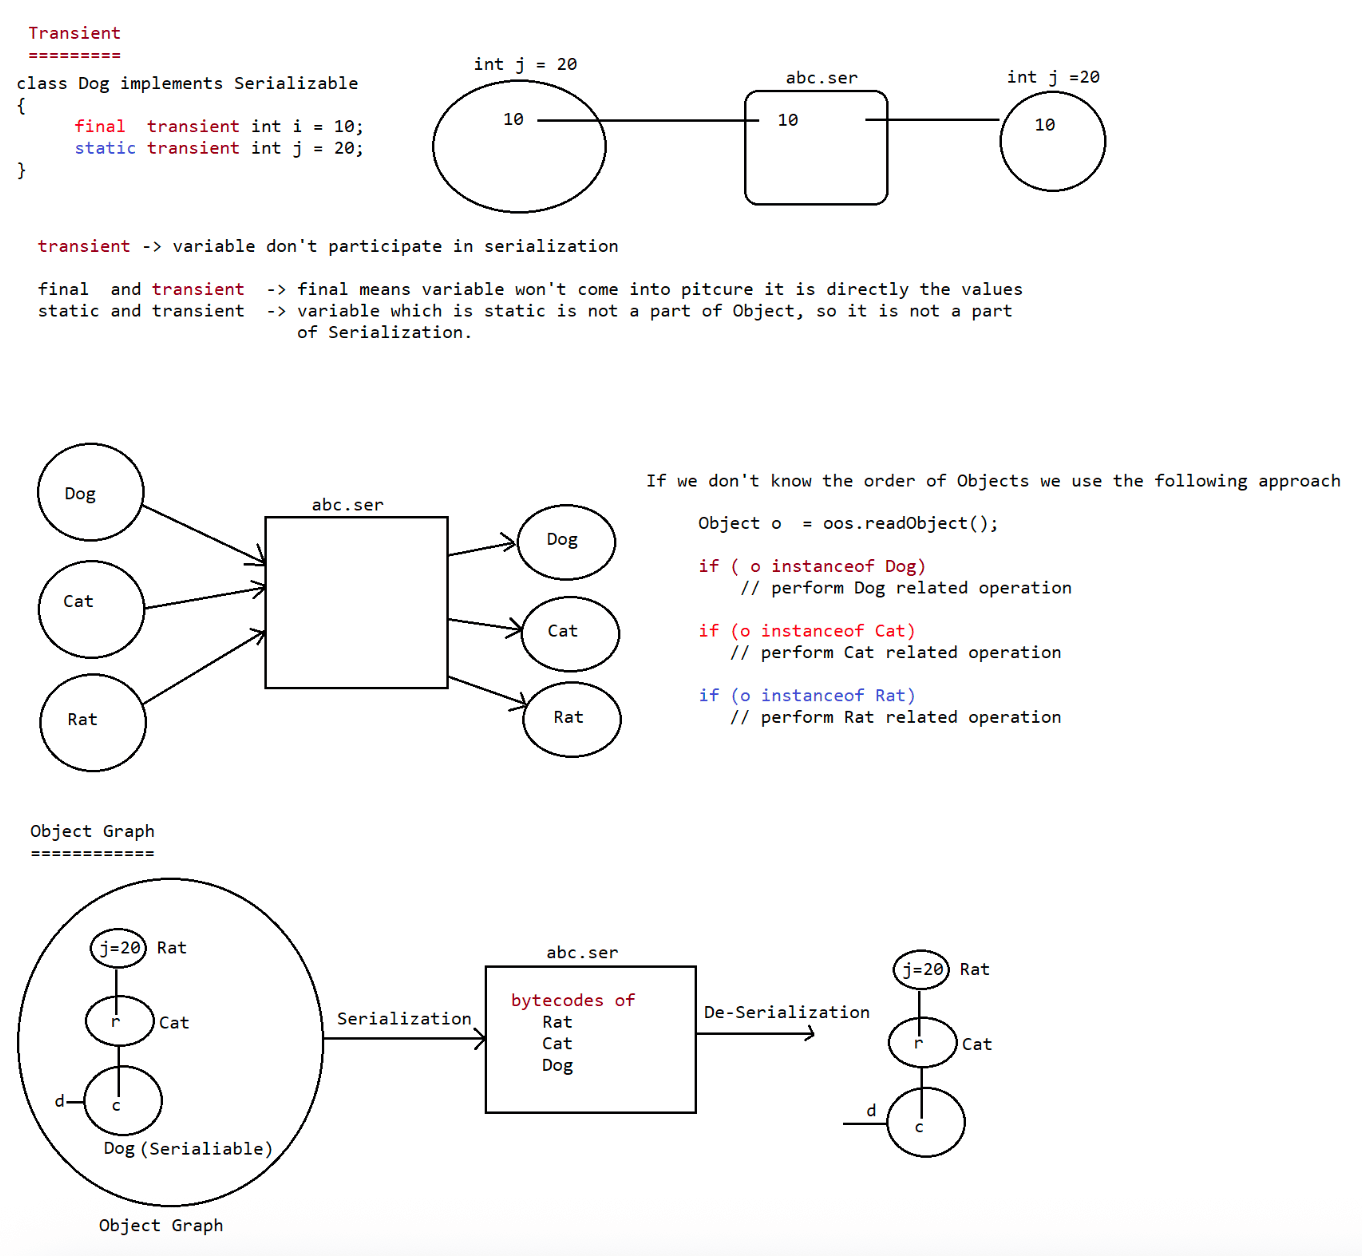 Transient
=========
class Dog implements Serializable
{
final  transient int i = 10;
static transient int j = 20;
}
int j = 20
10
abc.ser
10
int j =20
10
transient -> variable don't participate in serialization
final  and transient  -> final means variable won't come into pitcure it is directly the values
static and transient  -> variable which is static is not a part of Object, so it is not a part
of Serialization.
Dog
Cat
Rat
abc.ser
Dog
Cat
Rat
If we don't know the order of Objects we use the following approach
Object o  = oos.readObject();
if ( o instanceof Dog)
// perform Dog related operation
if (o instanceof Cat)
// perform Cat related operation
if (o instanceof Rat)
// perform Rat related operation
Object Graph
============
j=20 Rat
r Cat
d
c
Dog(Serialiable)
Object Graph
Serialization
abc.ser
bytecodes of
Rat
Cat
Dog
De-Serialization
j=20 Rat
r Cat
d
c